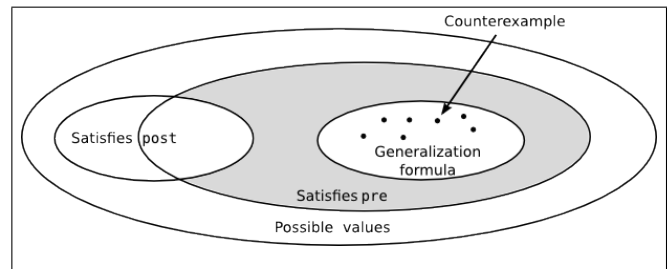 Counterexample
Satisfies post
Generalization
formula
Satisfies pre
Possible values